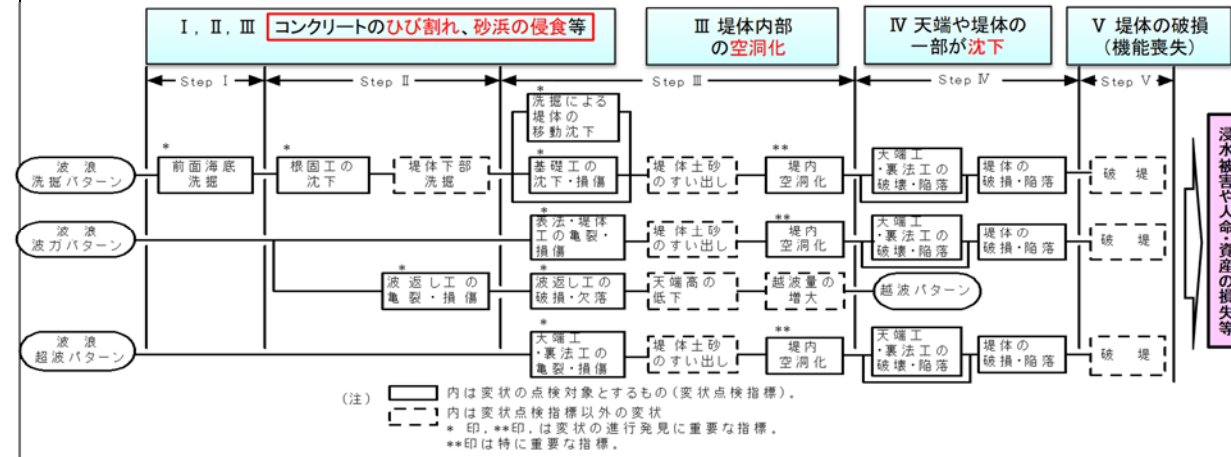 Ⅰ, Ⅱ, Ⅲ コンクリートのひび割れ、砂浜の侵食等
Ⅲ 堤体内部
の空洞化
Ⅳ 天端や堤体の
一部が沈下
Ⅴ 堤体の破損
(機能喪失)
Step Ⅰ
Step Ⅱ
Step Ⅲ
Step Ⅳ
Step Ⅴ
*
洗掘による
堤体の
移動沈下
波浪
洗掘パターン
*
前面海底
洗掘
*
根固工の
沈下
堤体下部
洗掘
*
基礎工の
沈下・損傷
堤体土砂
のすい出し
**
堤内
空洞化
天端工
・裏法工の
破壊・陥落
堤体の
破損・陥落
破堤
波浪
波力パターン
*
表法・堤体
工の亀裂・
損傷
堤体土砂
のすい出し
**
堤内
空洞化
天端工
・裏法工の
破壊・陥落
堤体の
破損・陥落
破堤
*
波返し工の
亀裂・損傷
*
波返し工の
破損・欠落
天端高の
低下
越波量の
増大
越波パターン
波浪
超波パターン
*
天端工
・裏法工の
亀裂・損傷
堤体土砂
のすい出し
**
堤内
空洞化
天端工
・裏法工の
破壊・陥落
堤体の
破損・陥落
破堤
浸水被害や人命・資産の損失等
(注) 内は変状の点検対象とするもの(変状点検指標)。
内は変状点検指標以外の変状
* 印, **印, は変状の進行発見に重要な指標。
**印は特に重要な指標。